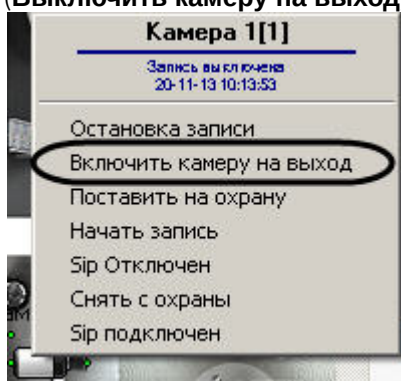 (Выключить камеру на выход
Камера 1[1]
Запись выключена
20-11-13 10:13:53
Остановка записи
Включить камеру на выход
Поставить на охрану
Начать запись
Sip Отключен
Снять с охраны
Sip подключен